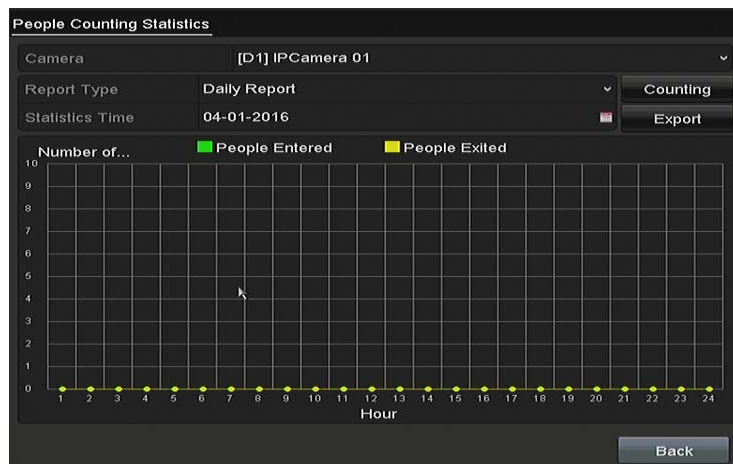 People Counting Statistics
Camera [D1] IPCamera 01
Report Type Daily Report Counting
Statistics Time 04-01-2016 Export
Number of... People Entered People Exited
10
9
8
7
6
5
4
3
2
1
0
1 2 3 4 5 6 7 8 9 10 11 12 13 14 15 16 17 18 19 20 21 22 23 24
Hour
Back